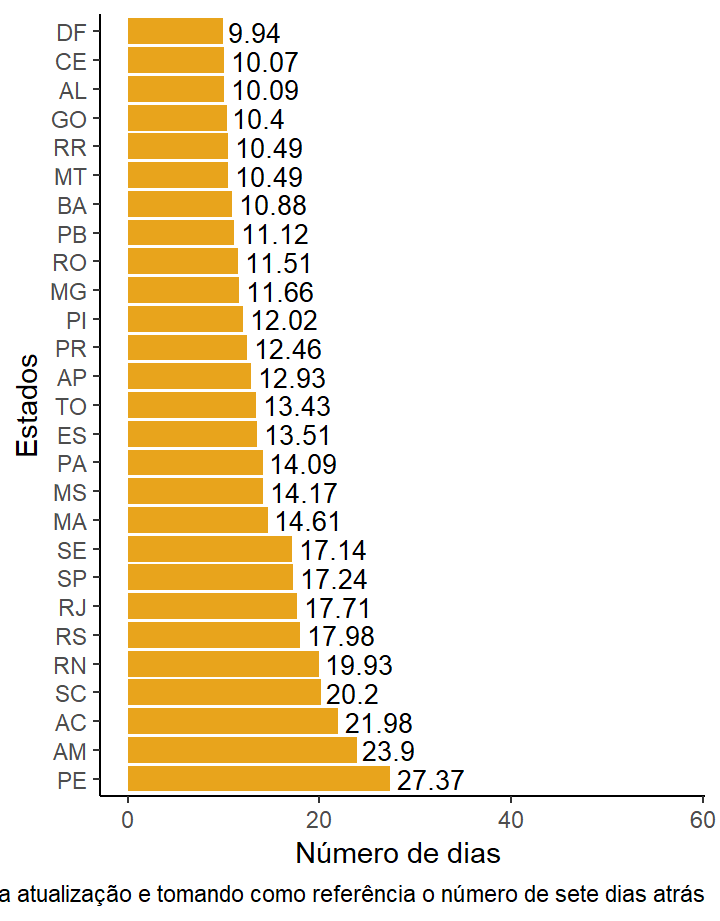 DF 9.94
CE 10.07
AL 10.09
GO 10.4
RR 10.49
MT 10.49
BA 10.88
PB 11.12
RO 11.51
MG 11.66
PI 12.02
PR 12.46
AP 12.93
TO 13.43
ES 13.51
PA 14.09
MS 14.17
MA 14.61
SE 17.14
SP 17.24
RJ 17.71
RS 17.98
RN 19.93
SC 20.2
AC 21.98
AM 23.9
PE 27.37
Estados
0 20 40 60
Número de dias
a atualização e tomando como referência o número de sete dias atrás